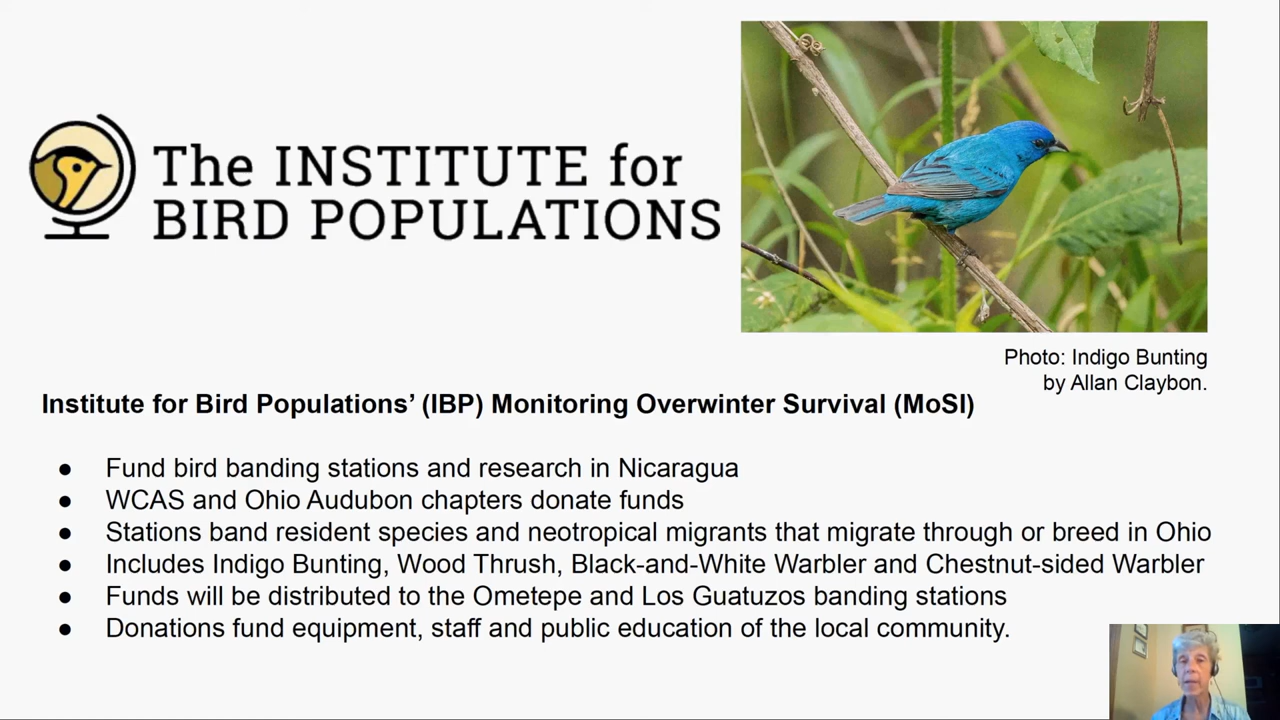 The INSTITUTE for
BIRD POPULATIONS
Photo: Indigo Bunting
by Allan Claybon.
Institute for Bird Populations’ (IBP) Monitoring Overwinter Survival (MoSI)
● Fund bird banding stations and research in Nicaragua
● WCAS and Ohio Audubon chapters donate funds
● Stations band resident species and neotropical migrants that migrate through or breed in Ohio
● Includes Indigo Bunting, Wood Thrush, Black-and-White Warbler and Chestnut-sided Warbler
● Funds will be distributed to the Ometepe and Los Guatuzos banding stations
● Donations fund equipment, staff and public education of the local community.